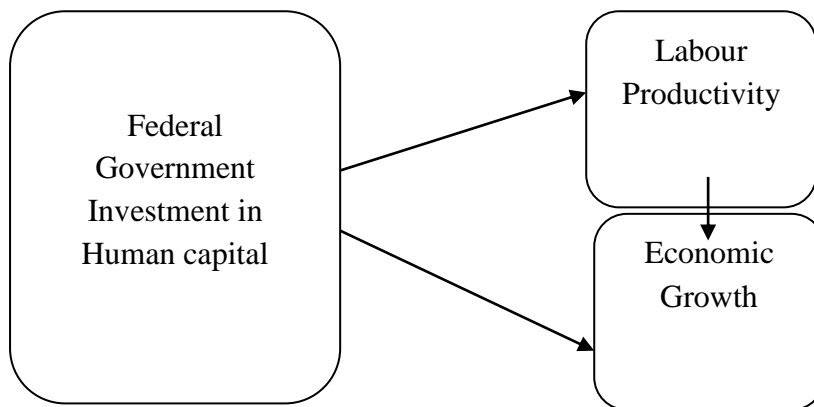 Federal
Government
Investment in
Human capital
Labour
Productivity
Economic
Growth